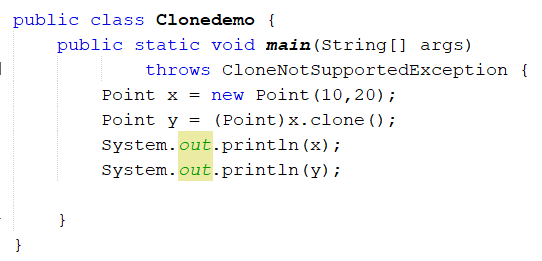 public class Clonedemo {
    public static void main(String[] args)
            throws CloneNotSupportedException {
        Point x = new Point(10,20);
        Point y = (Point)x.clone();
        System.out.println(x);
        System.out.println(y);
    }
}